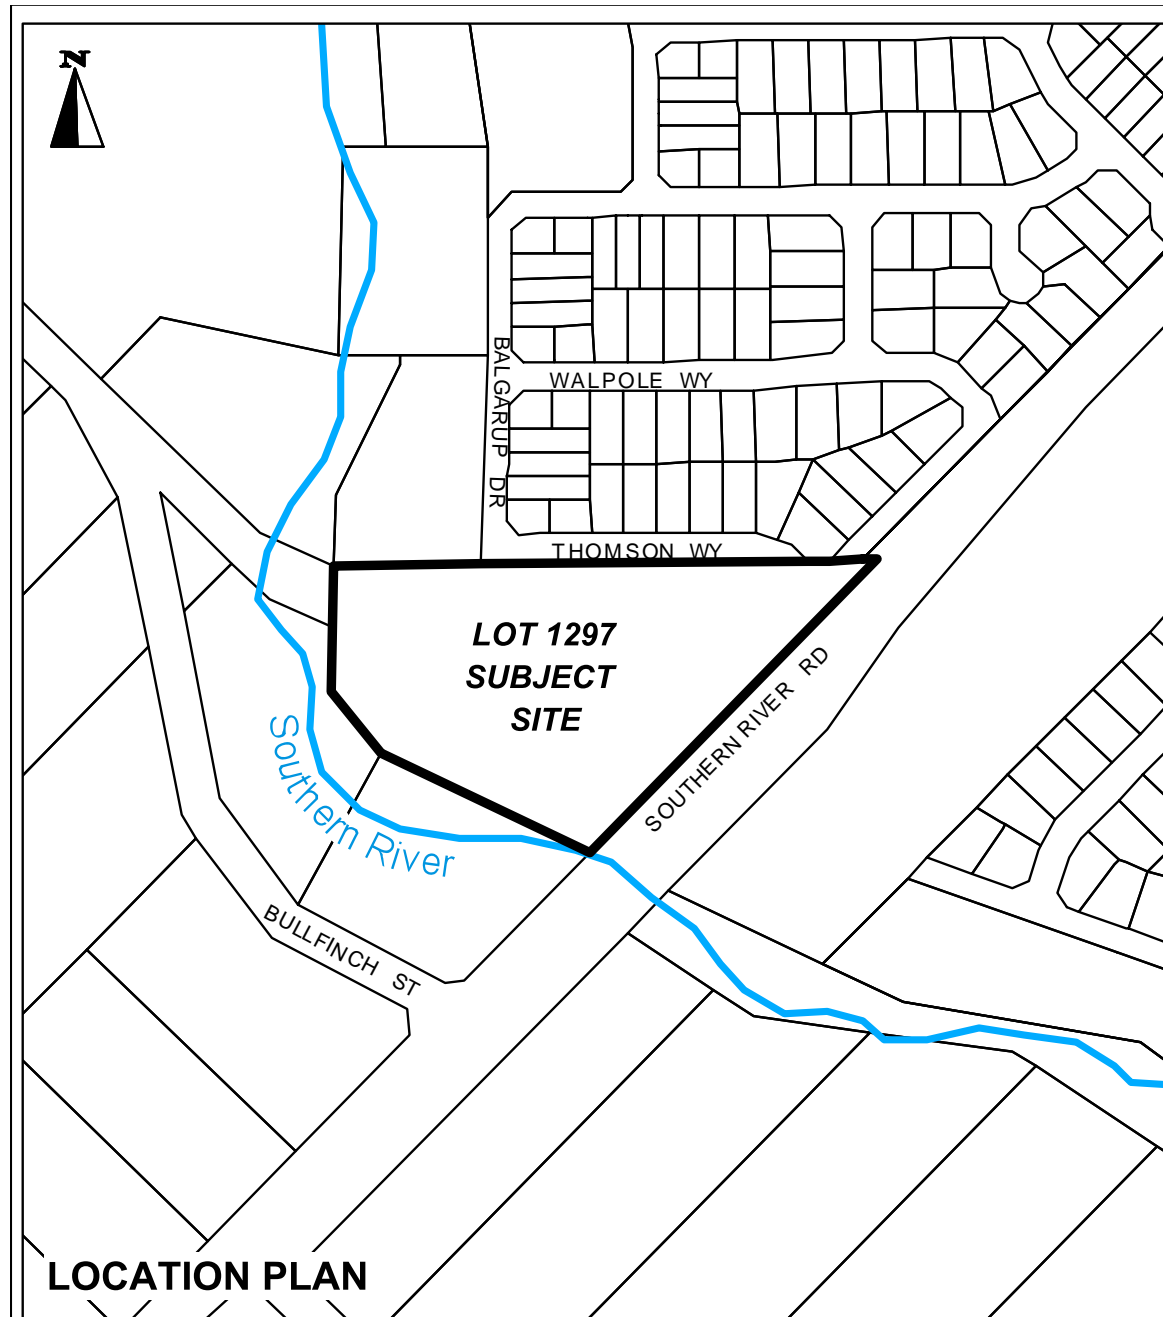 N
BALGARUP DR
WALPOLE WY
THOMSON WY
LOT 1297
SUBJECT
SITE
SOUTHERN RIVER RD
Southern River
BULLFINCH ST
LOCATION PLAN